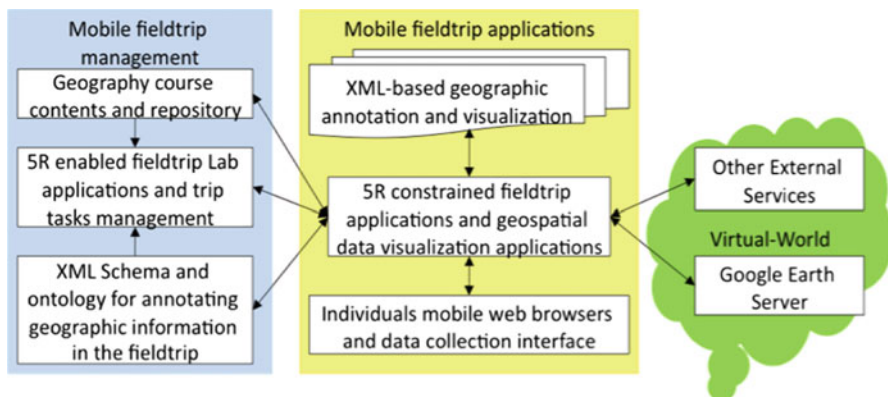 Mobile fieldtrip
management
Geography course
contents and repository
5R enabled fieldtrip Lab
applications and trip
tasks management
XML Schema and
ontology for annotating
geographic information
in the fieldtrip
Mobile fieldtrip applications
XML-based geographic
annotation and visualization
5R constrained fieldtrip
applications and geospatial
data visualization applications
Individuals mobile web browsers
and data collection interface
Other External
Services
Virtual-World
Google Earth
Server